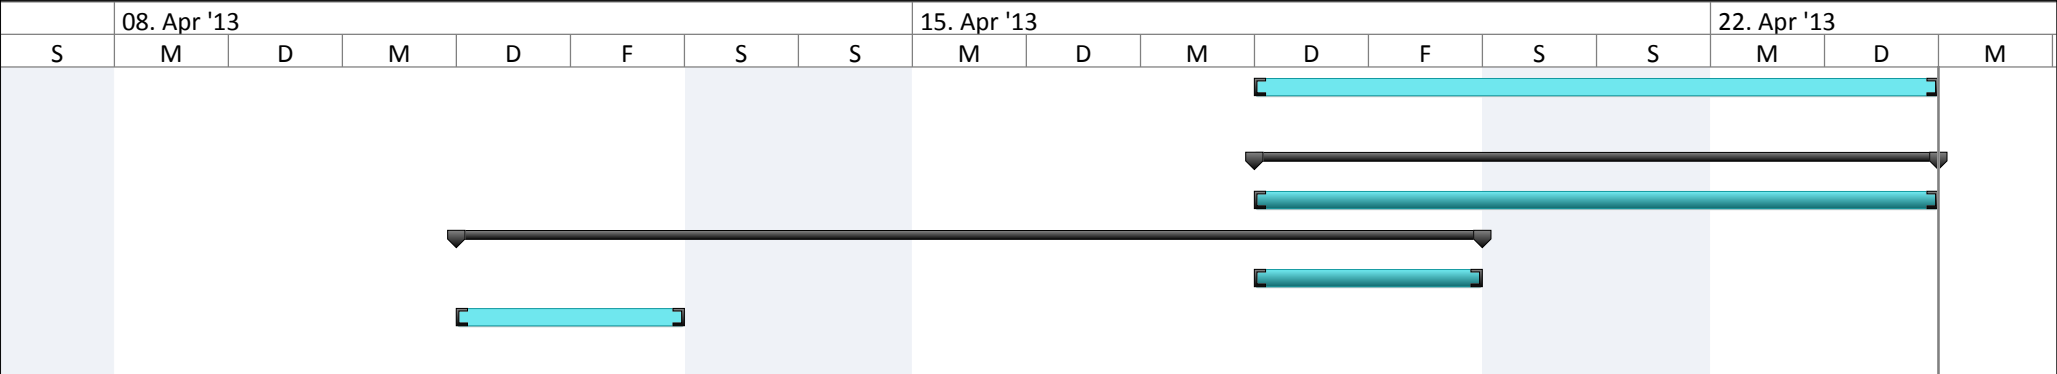 08. Apr '13 15. Apr '13 22. Apr '13
S M D M D F S S M D M D F S S M D M